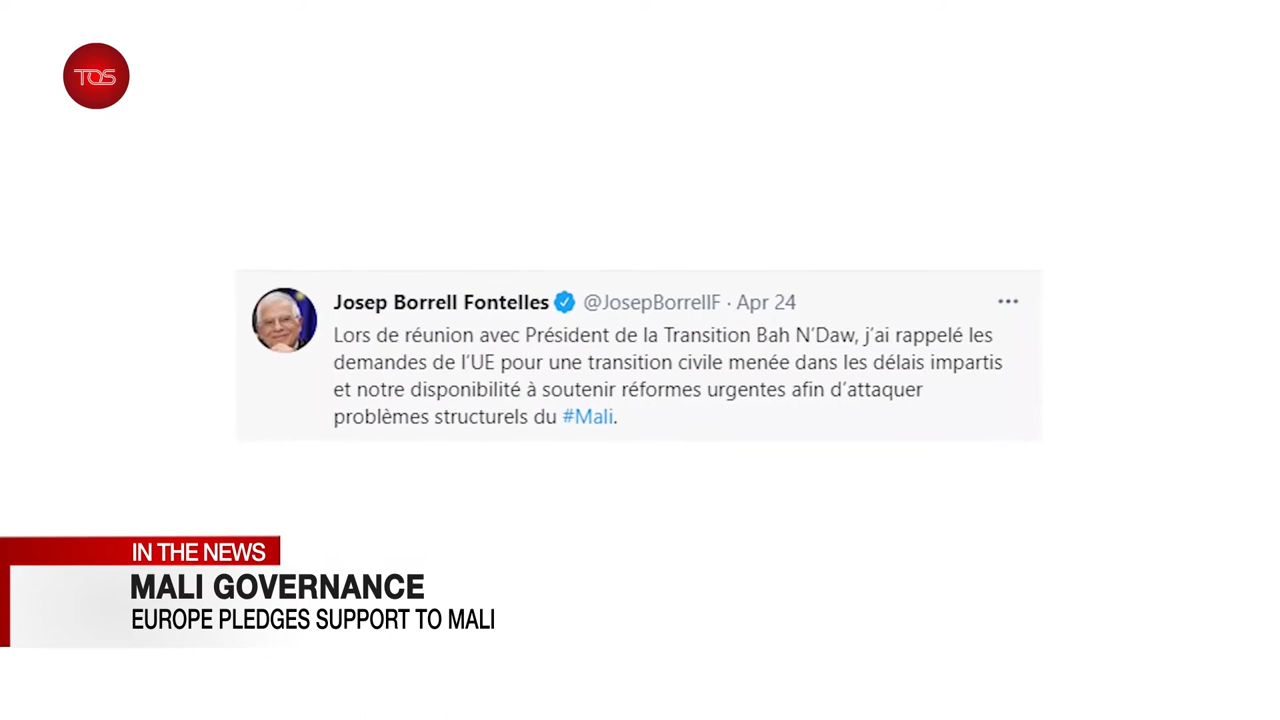 TOS
Josep Borrell Fontelles @JosepBorrellF · Apr 24
Lors de réunion avec Président de la Transition Bah N’Daw, j’ai rappelé les
demandes de l’UE pour une transition civile menée dans les délais impartis
et notre disponibilité à soutenir réformes urgentes afin d’attaquer
problèmes structurels du #Mali.
IN THE NEWS
MALI GOVERNANCE
EUROPE PLEDGES SUPPORT TO MALI